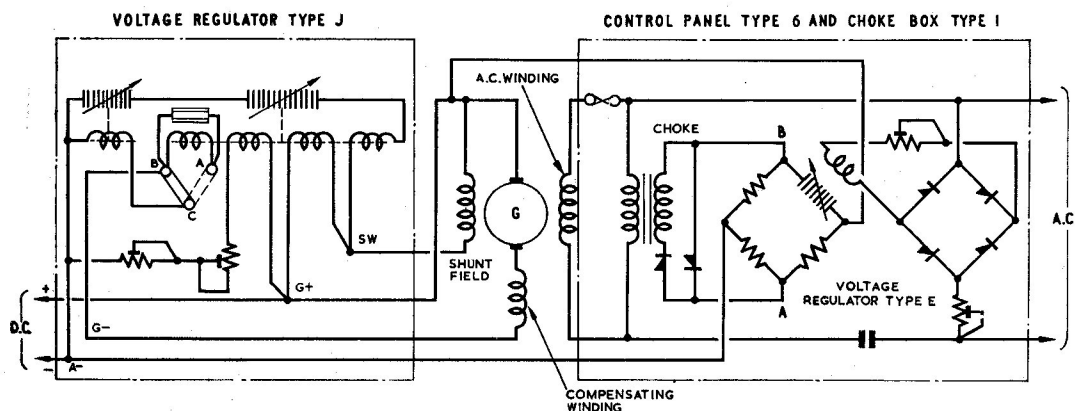 VOLTAGE REGULATOR TYPE J
CONTROL PANEL TYPE 6 AND CHOKE BOX TYPE I
A.C. WINDING
CHOKE
B
B
A
C
SW
G
SHUNT
FIELD
A
VOLTAGE
REGULATOR TYPE E
A.C
+
G+
D.C.
G-
-
A-
COMPENSATING
WINDING